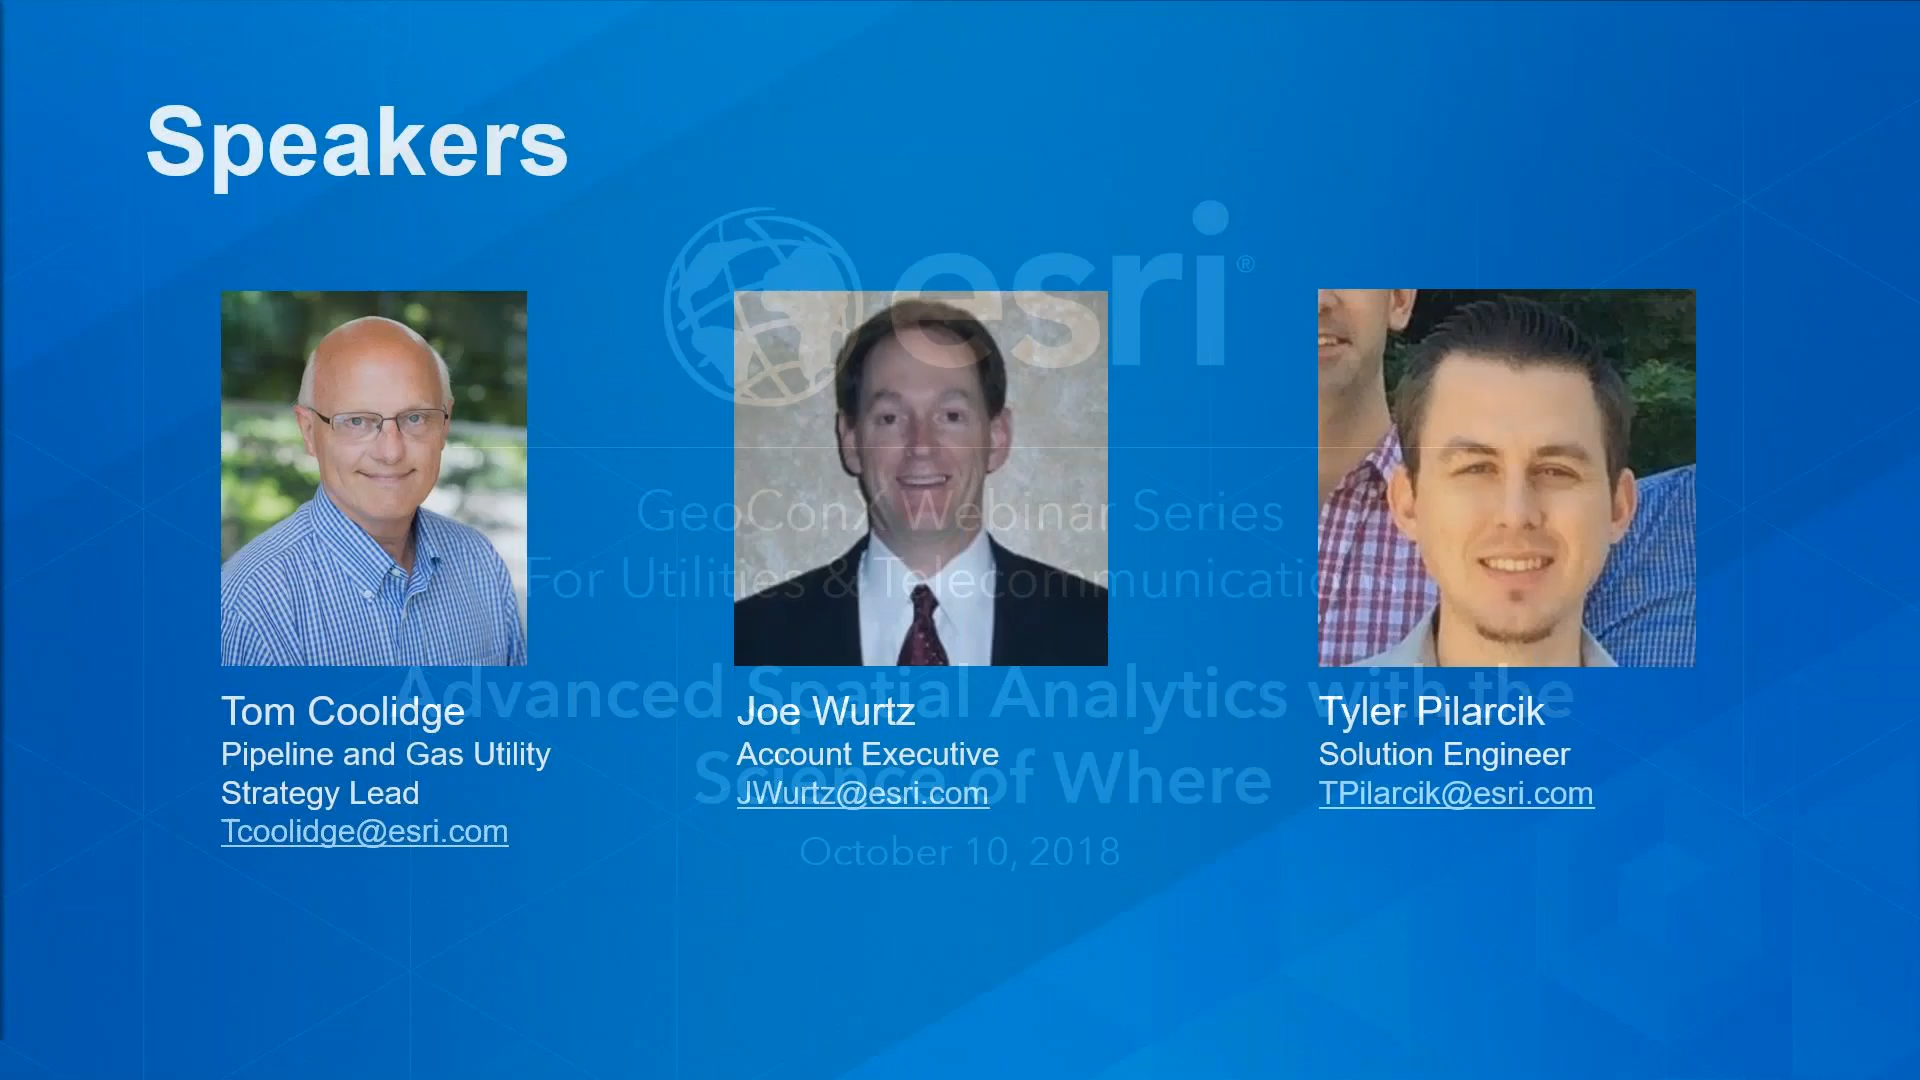 Speakers
esri®
GeoConX Webinar Series
For Utilities & Telecommunicatio
Advanced Spatial Analytics with the
Science of Where
October 10, 2018
Tom Coolidge
Pipeline and Gas Utility
Strategy Lead
Tcoolidge@esri.com
Joe Wurtz
Account Executive
JWurtz@esri.com
Tyler Pilarcik
Solution Engineer
TPilarcik@esri.com